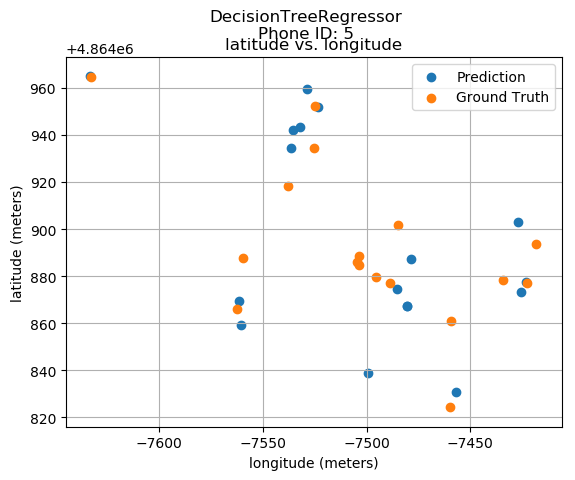 DecisionTreeRegressor
Phone ID: 5
latitude vs. longitude
+4.864e6
Prediction
Ground Truth
960
940
920
900
880
860
840
820
latitude (meters)
−7600
−7550
−7500
−7450
longitude (meters)